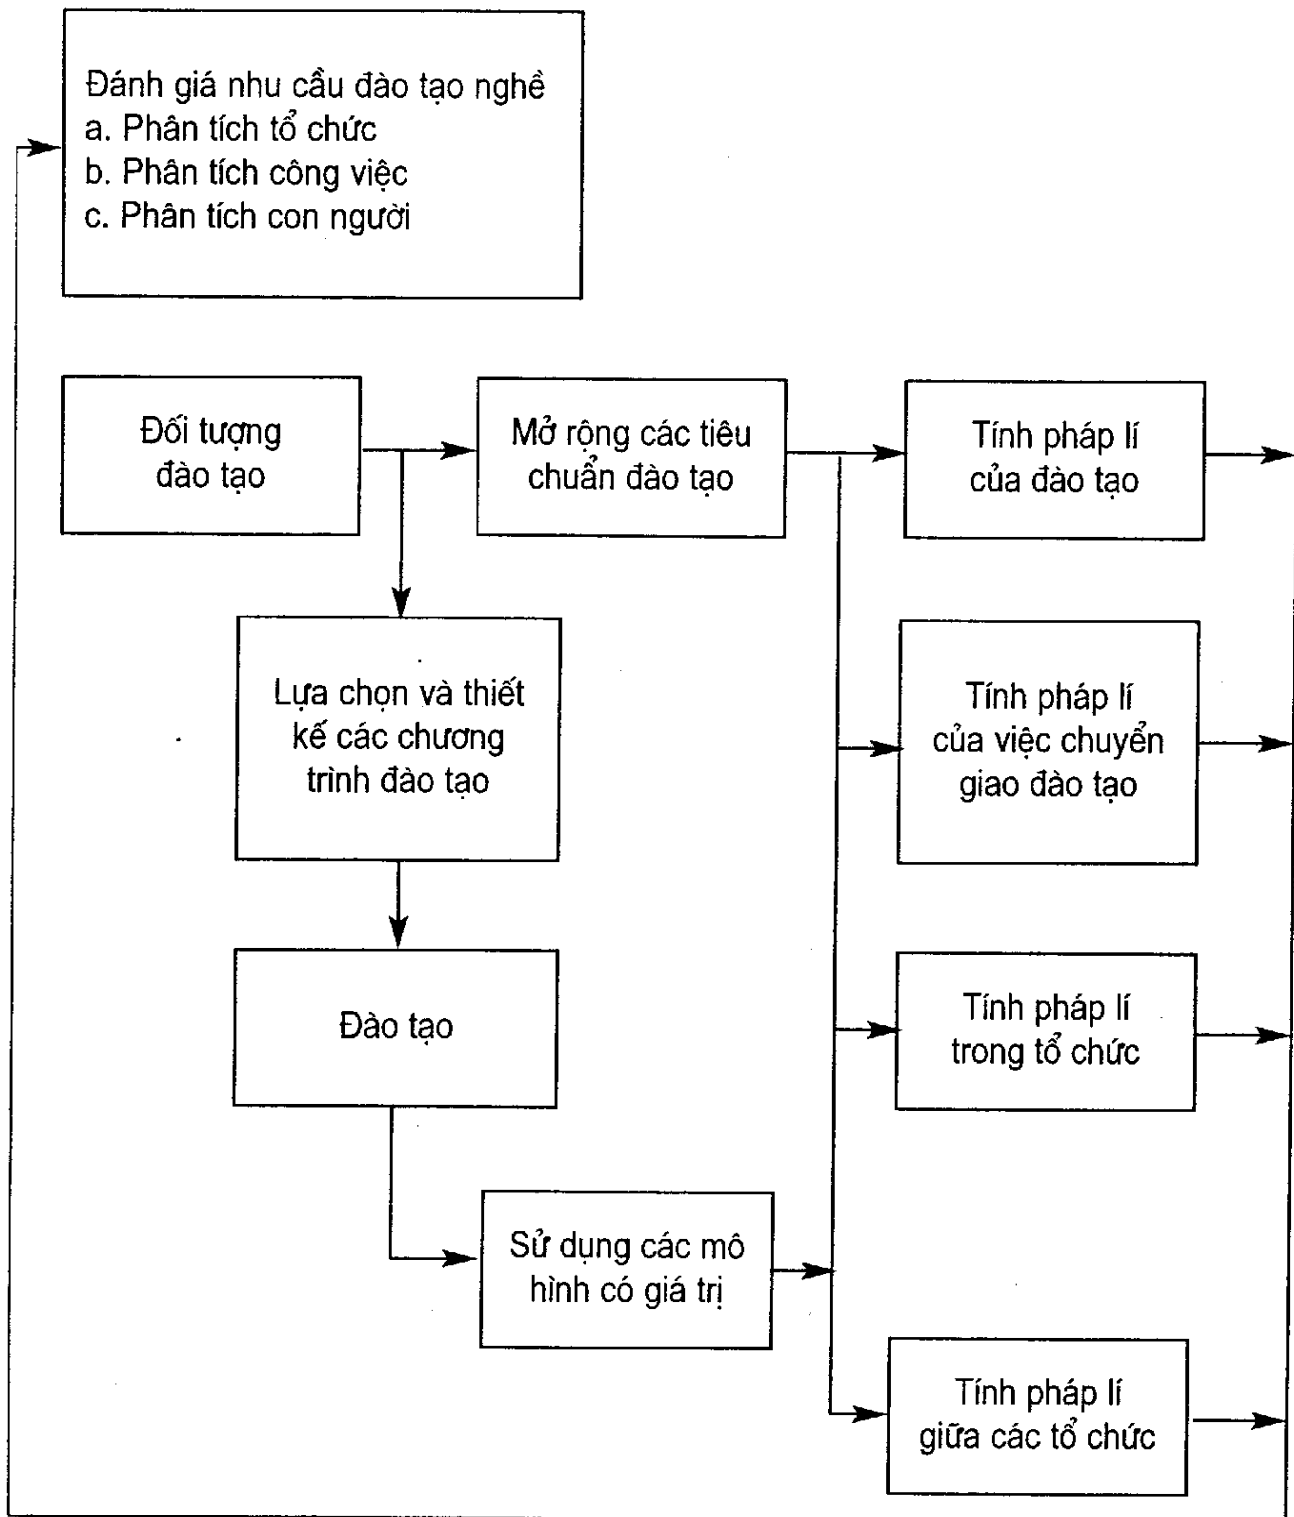 Đánh giá nhu cầu đào tạo nghề
a. Phân tích tổ chức
b. Phân tích công việc
c. Phân tích con người
Đối tượng
đào tạo
Mở rộng các tiêu
chuẩn đào tạo
Tính pháp lí
của đào tạo
Lựa chọn và thiết
kế các chương
trình đào tạo
Tính pháp lí
của việc chuyển
giao đào tạo
Đào tạo
Tính pháp lí
trong tổ chức
Sử dụng các mô
hình có giá trị
Tính pháp lí
giữa các tổ chức